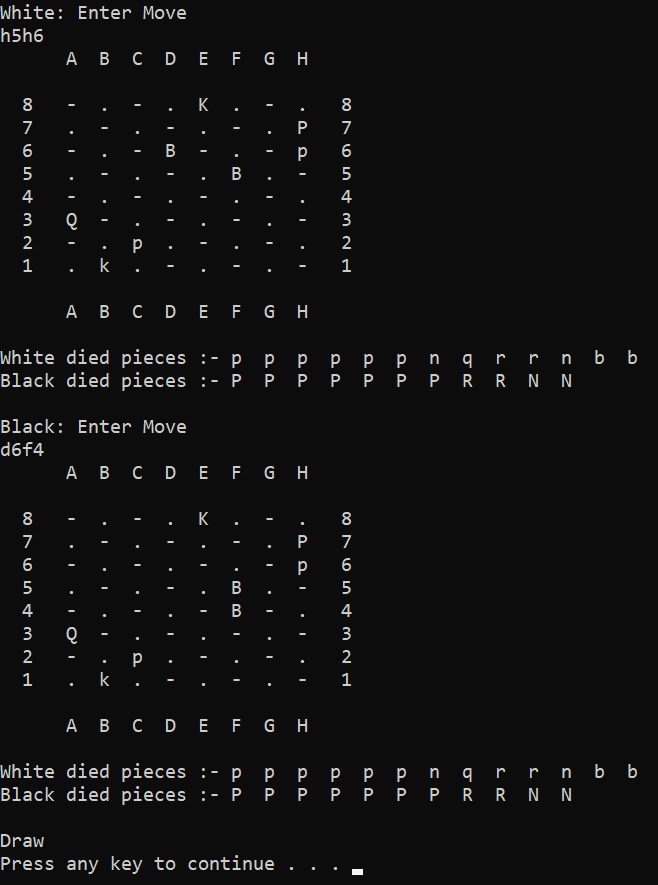 White: Enter Move
h5h6
A B C D E F G H
8 - . - . K . - . 8
7 . - . - . - . P 7
6 - . - B - . - p 6
5 . - . - . B . - 5
4 - . - . - . - . 4
3 Q - . - . - . - 3
2 - . p . - . - . 2
1 . k . - . - . - 1
A B C D E F G H
White died pieces :- p p p p p p n q r r n b b
Black died pieces :- P P P P P P P R R N N
Black: Enter Move
d6f4
A B C D E F G H
8 - . - . K . - . 8
7 . - . - . - . P 7
6 - . - . - . - p 6
5 . - . - . B . - 5
4 - . - . - B - . 4
3 Q - . - . - . - 3
2 - . p . - . - . 2
1 . k . - . - . - 1
A B C D E F G H
White died pieces :- p p p p p p n q r r n b b
Black died pieces :- P P P P P P P R R N N
Draw
Press any key to continue . . .